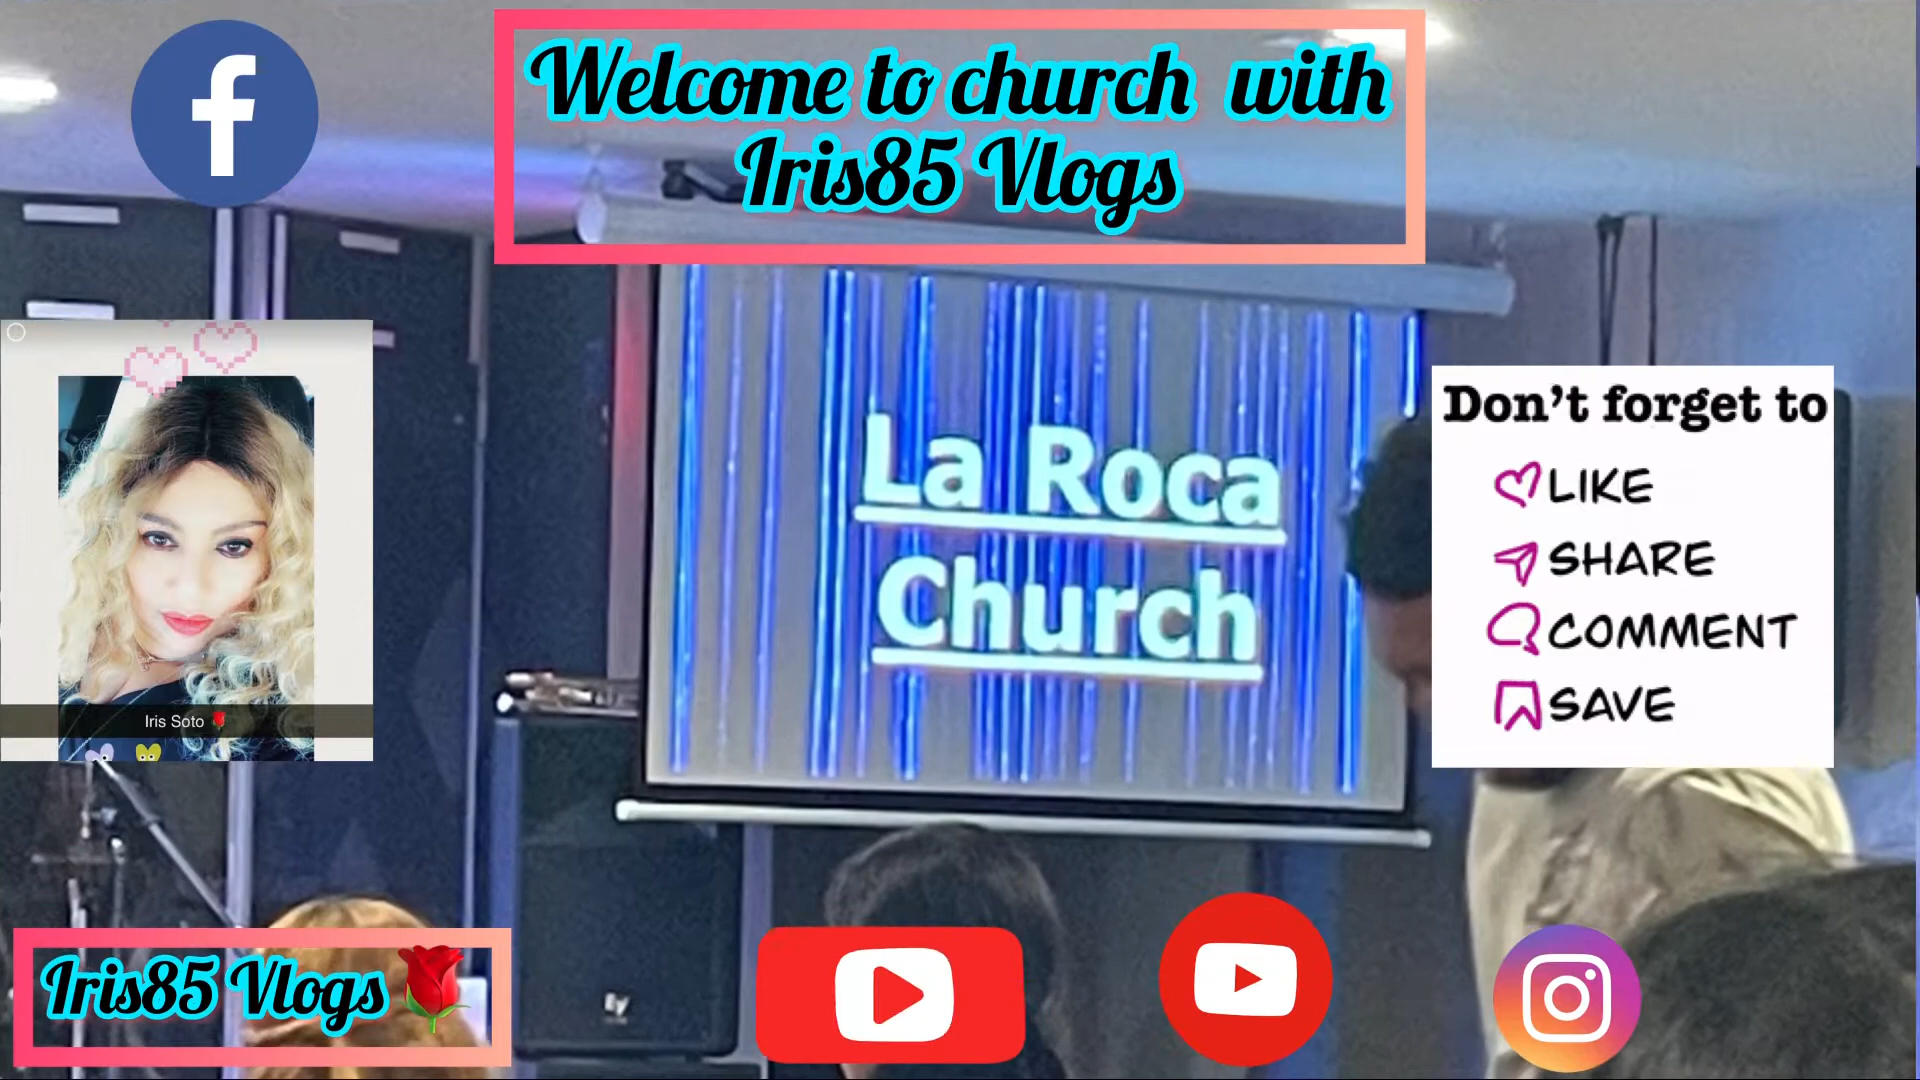 Welcome to church with
Iris85 Vlogs
La Roca
Church
Don't forget to
LIKE
SHARE
COMMENT
SAVE
Iris Soto 🌹
Iris85 Vlogs 🌹
EV